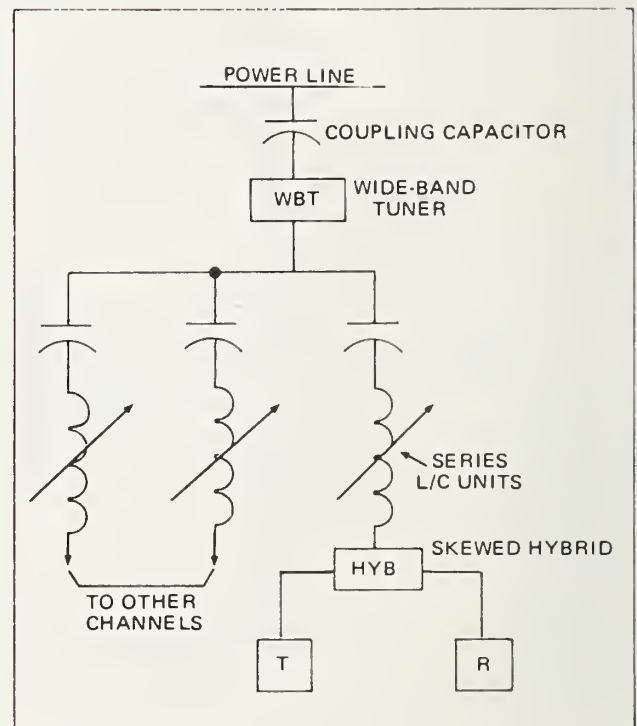 POWER LINE
COUPLING CAPACITOR
WBT
WIDE-BAND
TUNER
SERIES
L/C UNITS
SKEWED HYBRID
HYB
TO OTHER
CHANNELS
T
R